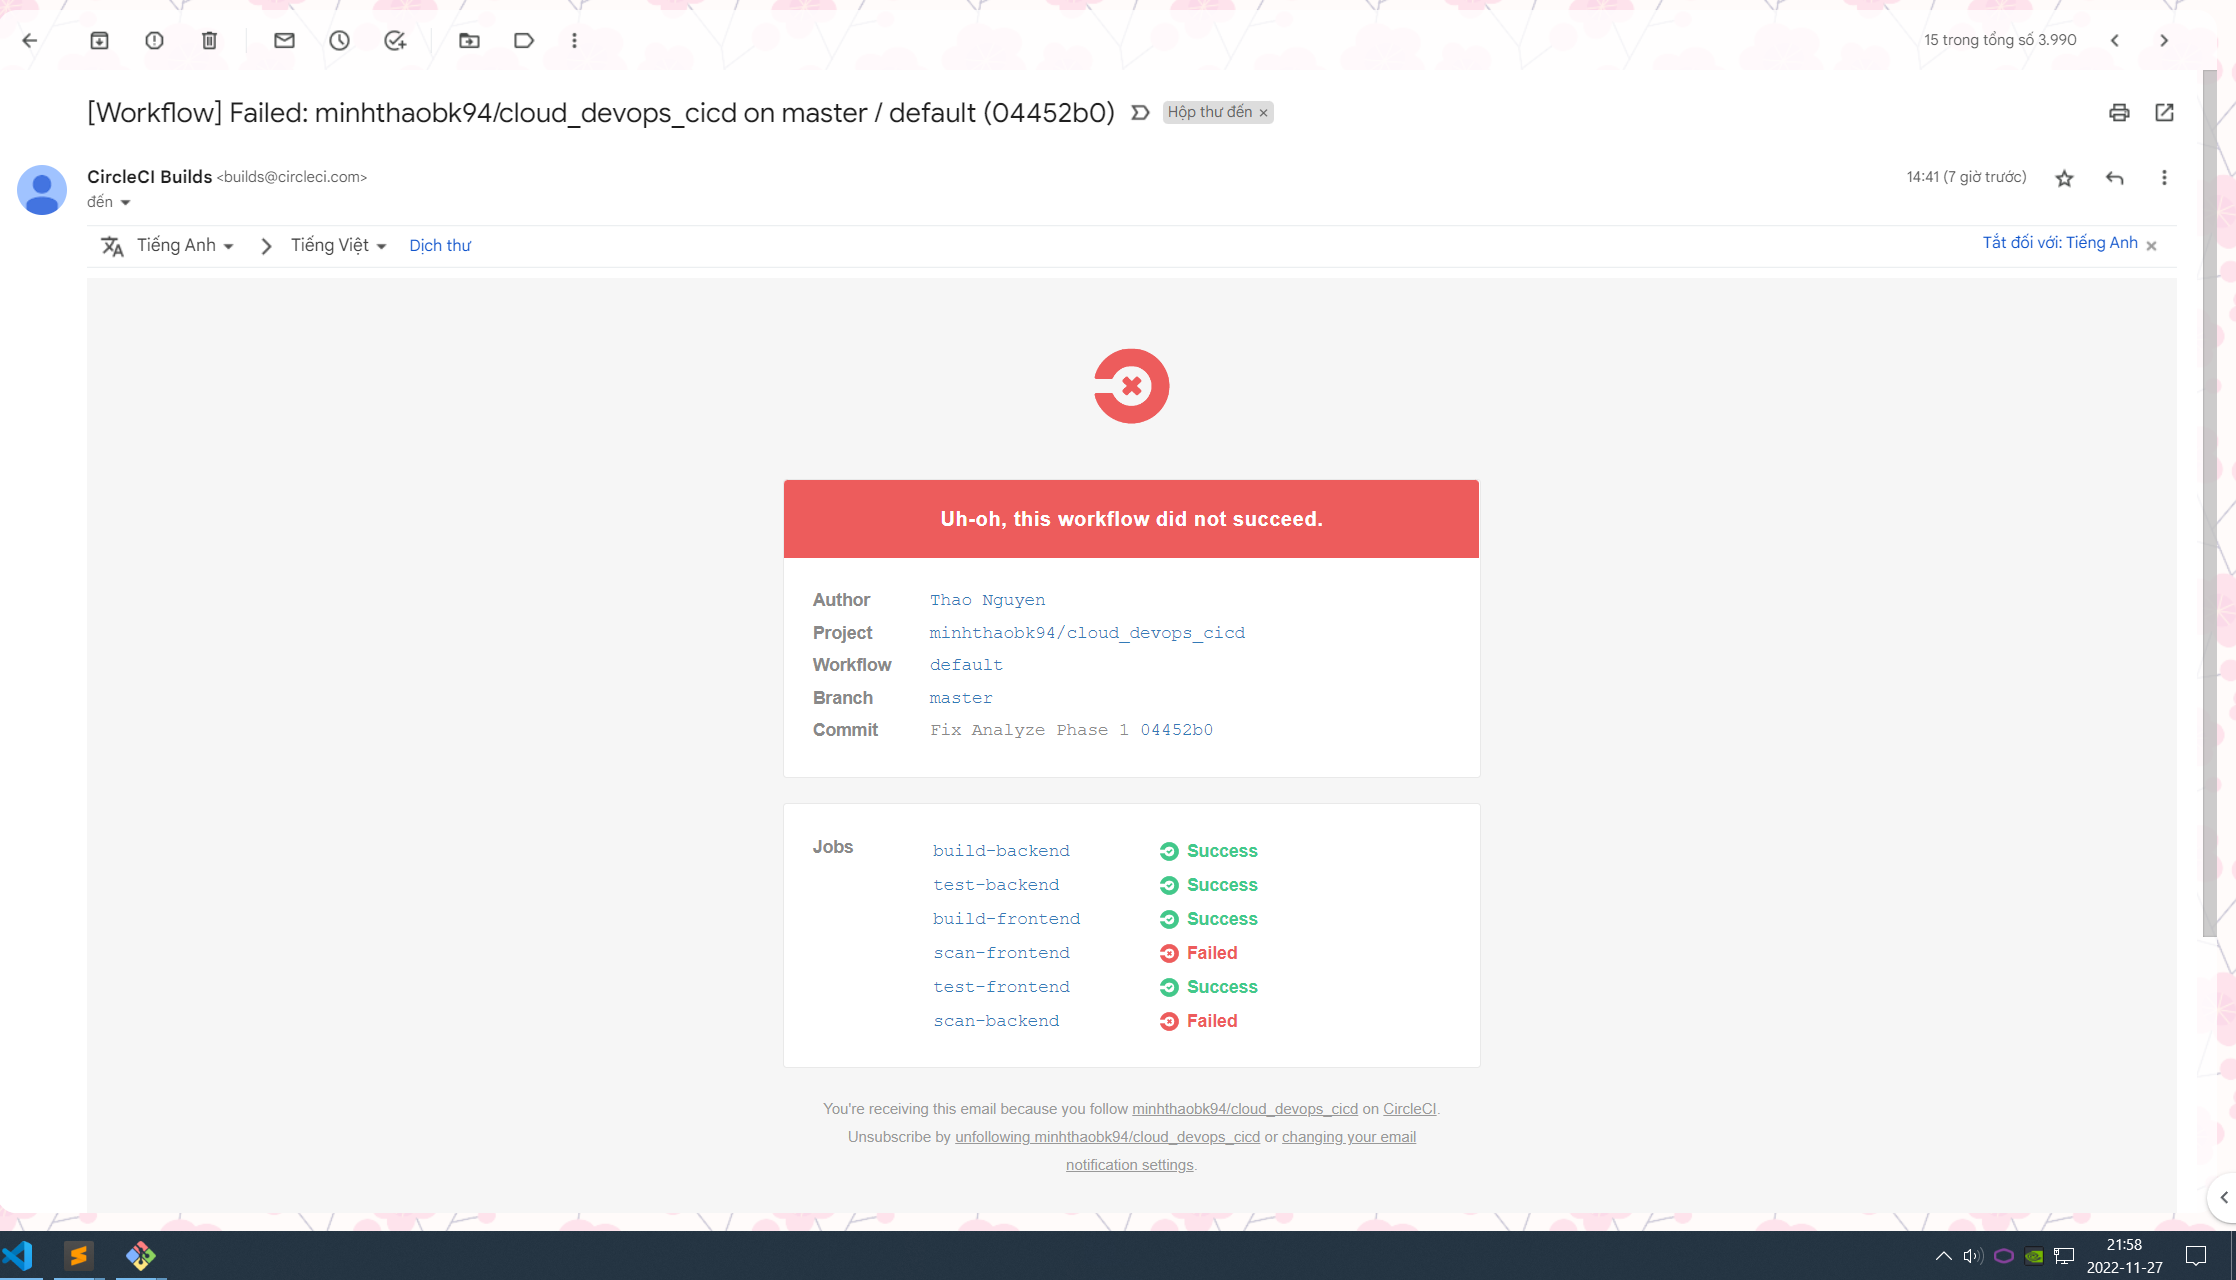 15 trong tổng số 3.990
[Workflow] Failed: minhthaobk94/cloud_devops_cicd on master / default (04452b0) Hộp thư đến ×
CircleCI Builds <builds@circleci.com> 14:41 (7 giờ trước)
đến
Tiếng Anh Tiếng Việt Dịch thư Tắt đối với: Tiếng Anh ×
Uh-oh, this workflow did not succeed.
Author Thao Nguyen
Project minhthaobk94/cloud_devops_cicd
Workflow default
Branch master
Commit Fix Analyze Phase 1 04452b0
Jobs build-backend Success
test-backend Success
build-frontend Success
scan-frontend Failed
test-frontend Success
scan-backend Failed
You're receiving this email because you follow minhthaobk94/cloud_devops_cicd on CircleCI.
Unsubscribe by unfollowing minhthaobk94/cloud_devops_cicd or changing your email
notification settings.
21:58
2022-11-27